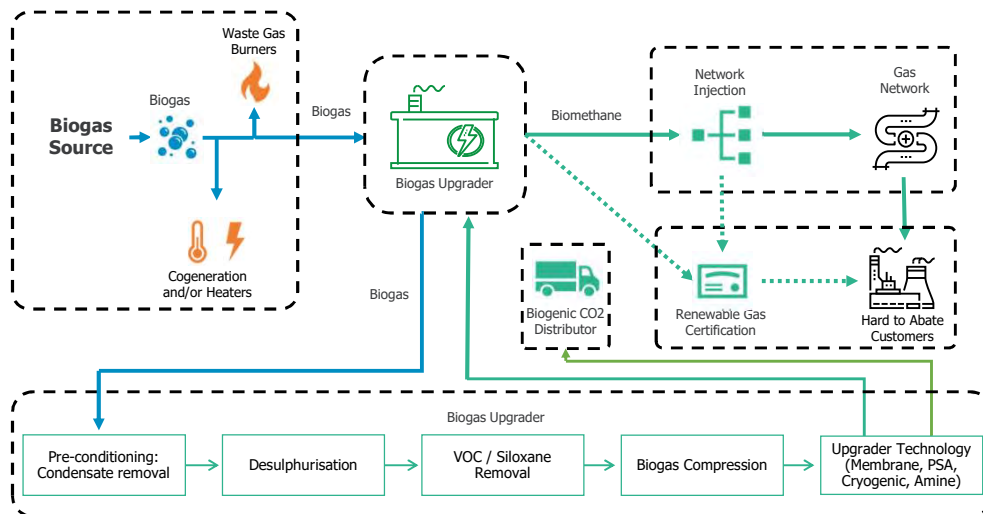 Waste Gas
Burners
Biogas
Biogas
Source
Cogeneration
and/or Heaters
Biogas
Biogas Upgrader
Biogas
Biomethane
Network
Injection
Gas
Network
Biogenic CO2
Distributor
Renewable Gas
Certification
Hard to Abate
Customers
Biogas Upgrader
Pre-conditioning:
Condensate removal
Desulphurisation
VOC / Siloxane
Removal
Biogas Compression
Upgrader Technology
(Membrane, PSA,
Cryogenic, Amine)